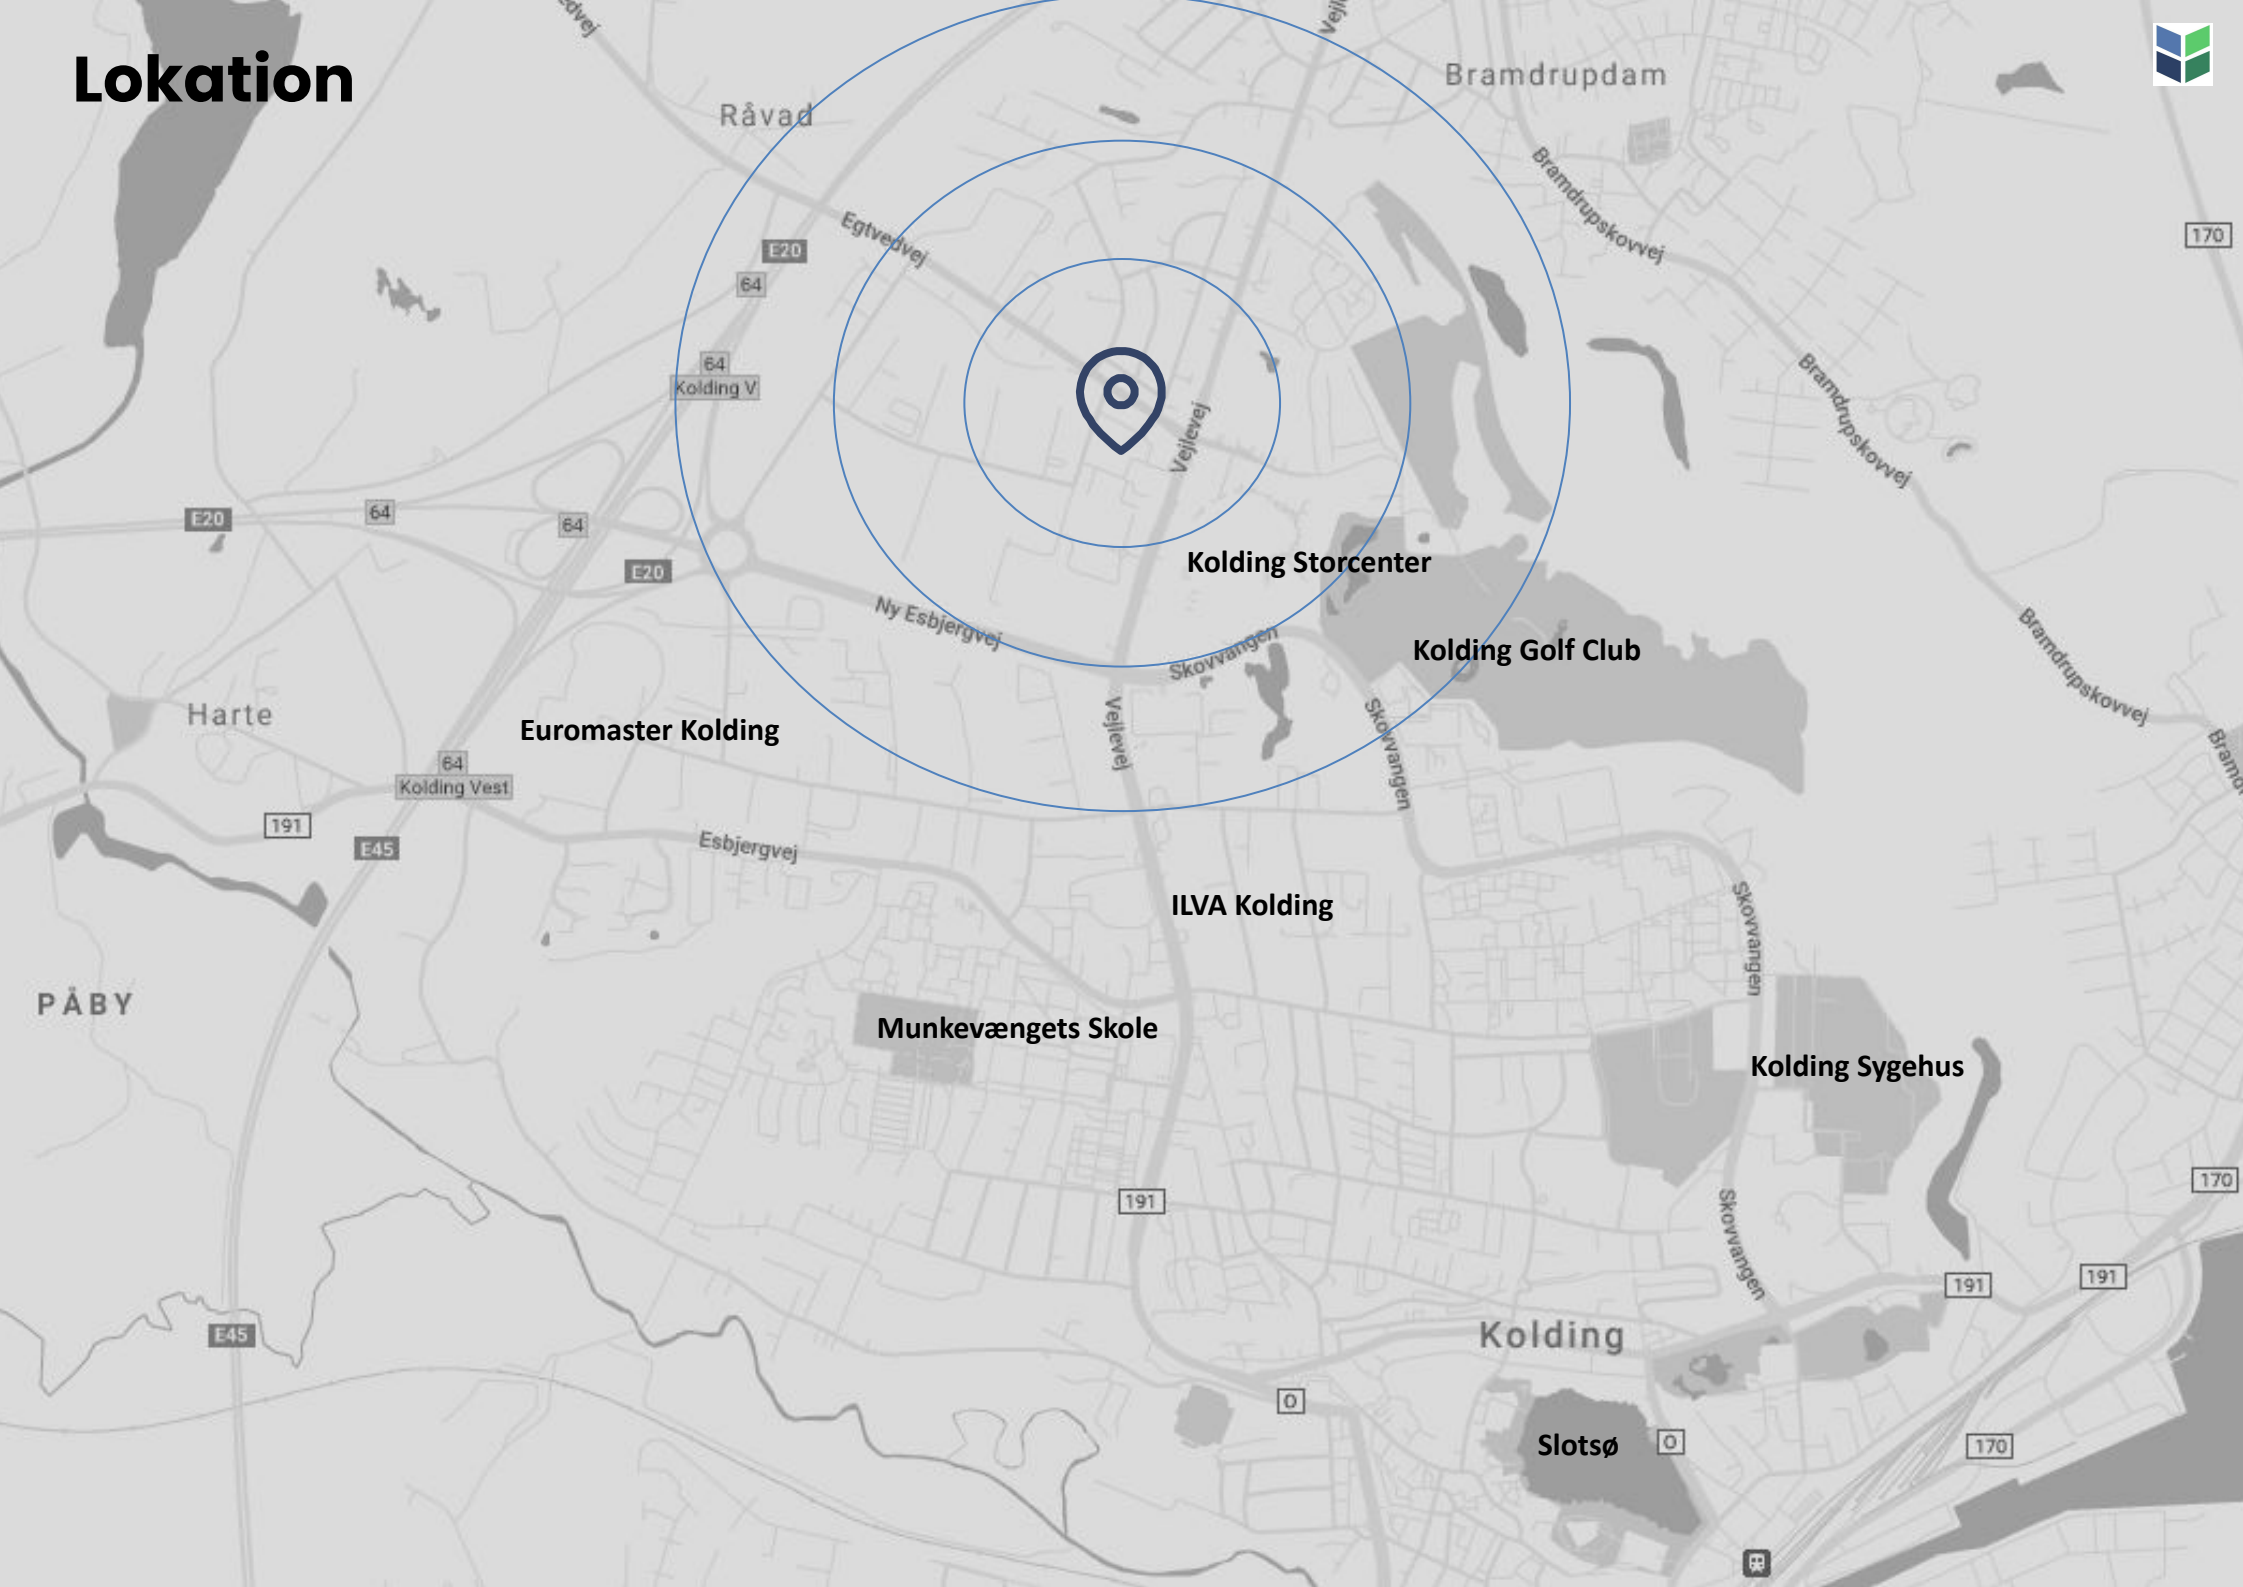 Lokation
Bramdrupdam
Råvad
Bramdrupskovvej
170
Egtvedvej
E20
64
64
Kolding V
Bramdrupskovvej
Vejlevej
E20
64
64
E20
Kolding Storcenter
Ny Esbjergvej
Skovvangen
Kolding Golf Club
Bramdrupskovvej
Harte
Euromaster Kolding
Vejlevej
Skovvangen
64
Kolding Vest
191
E45
Esbjergvej
ILVA Kolding
Skovvangen
PÅBY
Munkevængets Skole
Kolding Sygehus
170
191
Skovvangen
191
191
E45
Kolding
O
Slotsø
O
170